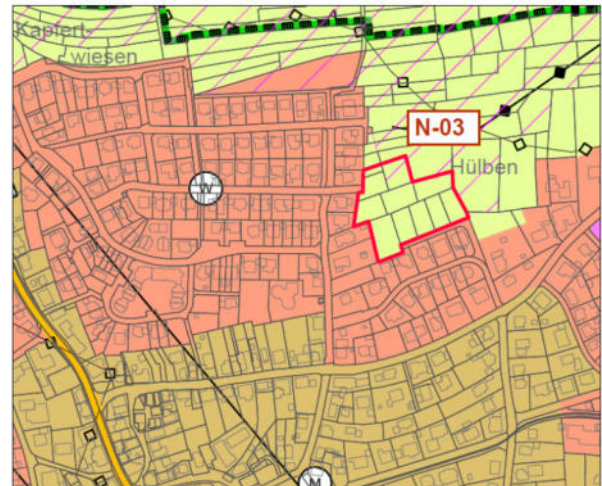 Kapfert-
wiesen
N-03
Hülben
W
M